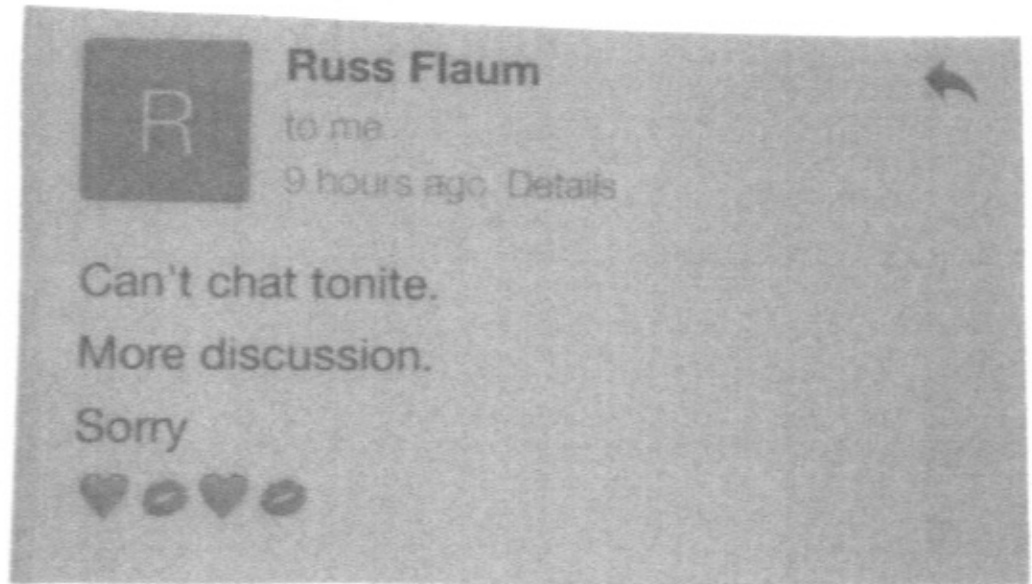 R
Russ Flaum
to me
9 hours ago Details
Can't chat tonite.
More discussion.
Sorry
❤️💋❤️💋